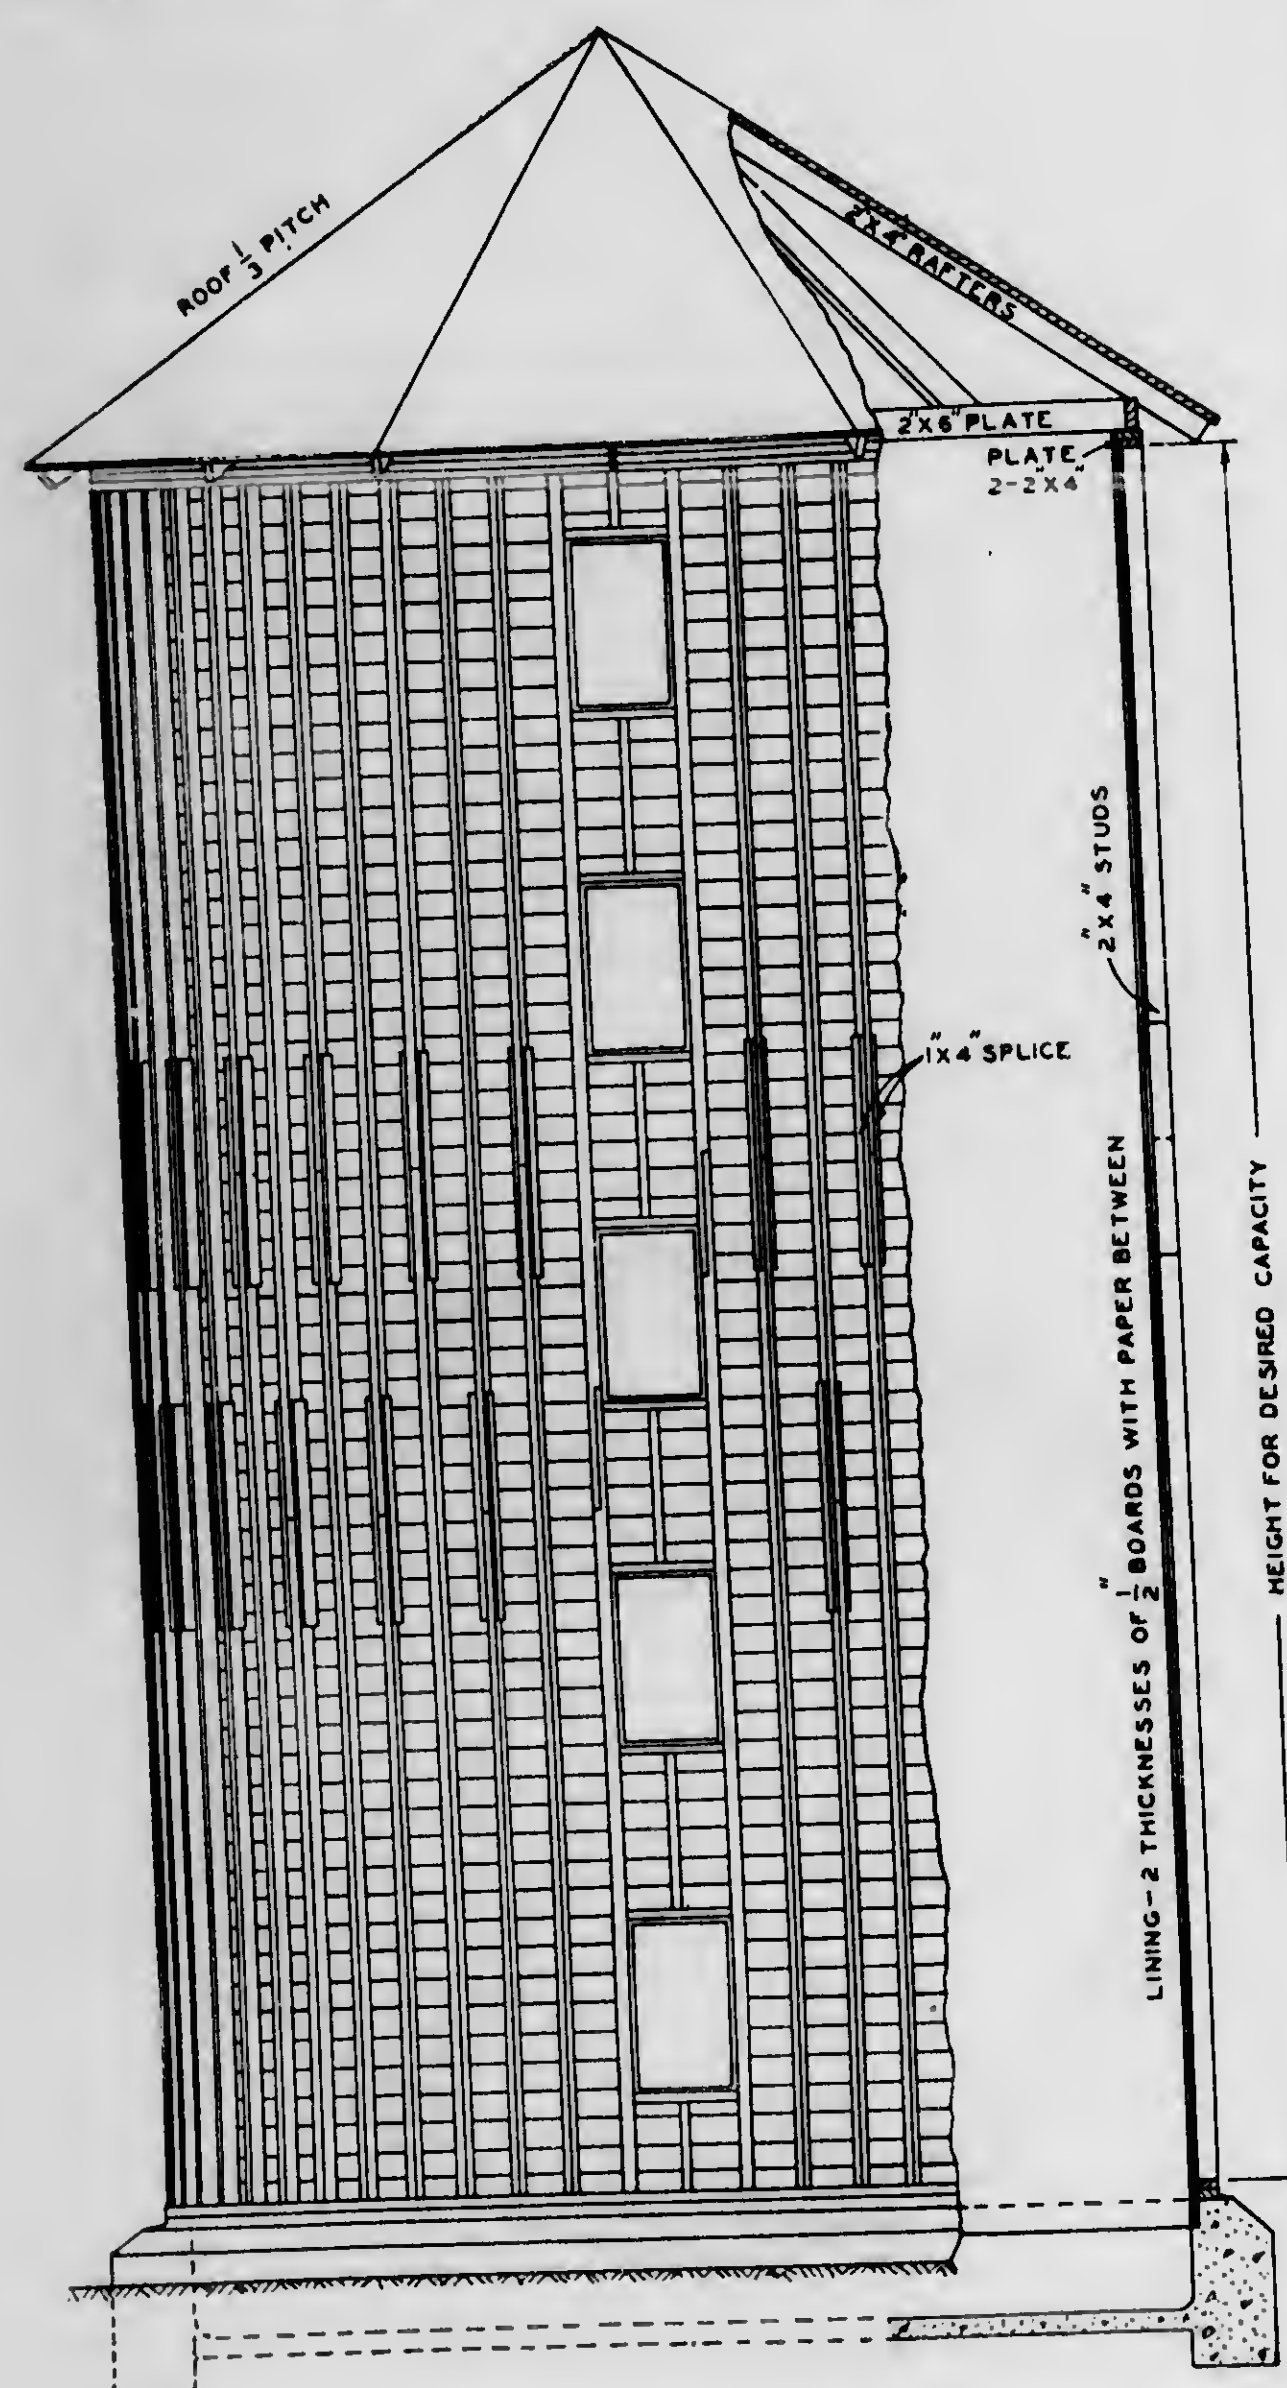 ROOF 1/3 PITCH
2"X4" RAFTERS
2"X6" PLATE
PLATE
2-2"X4"
2"X4" STUDS
1"X4" SPLICE
LINING-2 THICKNESSES OF 1/2" BOARDS WITH PAPER BETWEEN
HEIGHT FOR DESIRED CAPACITY